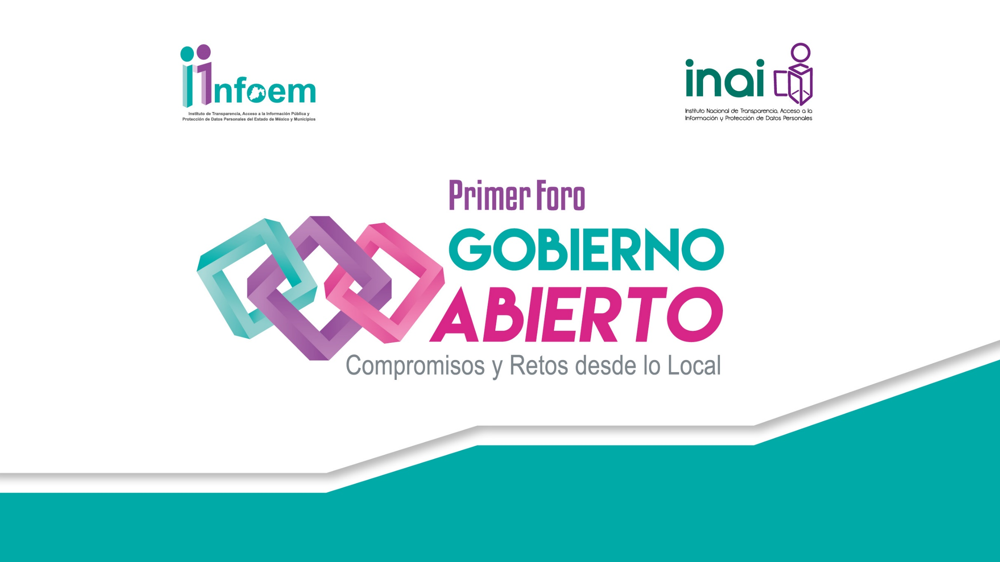 infoem
Instituto de Transparencia, Acceso a la Información Pública y
Protección de Datos Personales del Estado de México y Municipios
inai
Instituto Nacional de Transparencia, Acceso a la
Información y Protección de Datos Personales
Primer Foro
GOBIERNO
ABIERTO
Compromisos y Retos desde lo Local